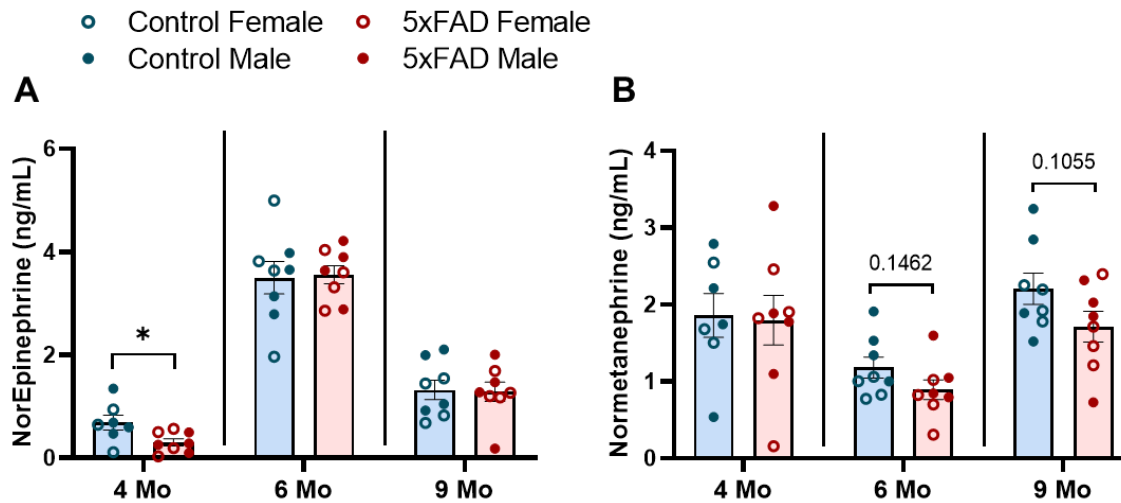 Control Female 5xFAD Female
Control Male 5xFAD Male
A
NorEpinephrine (ng/mL)
6
4
2
0
*
4 Mo 6 Mo 9 Mo
B
Normetanephrine (ng/mL)
4
3
2
1
0
0.1462
0.1055
4 Mo 6 Mo 9 Mo